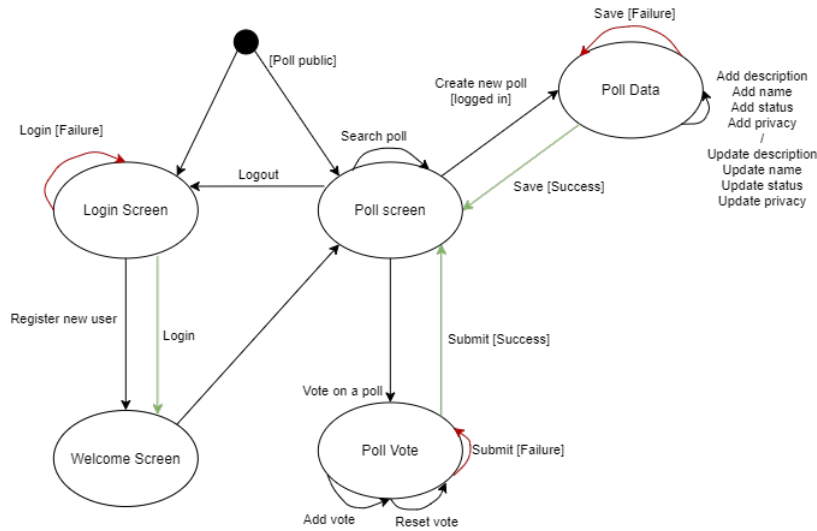 Save [Failure]
[Poll public]
Add description
Add name
Add status
Add privacy
/
Update description
Update name
Update status
Update privacy
Create new poll
[logged in]
Poll Data
Login [Failure]
Search poll
Logout
Save [Success]
Login Screen
Poll screen
Register new user
Login
Submit [Success]
Vote on a poll
Welcome Screen
Poll Vote
Submit [Failure]
Add vote
Reset vote